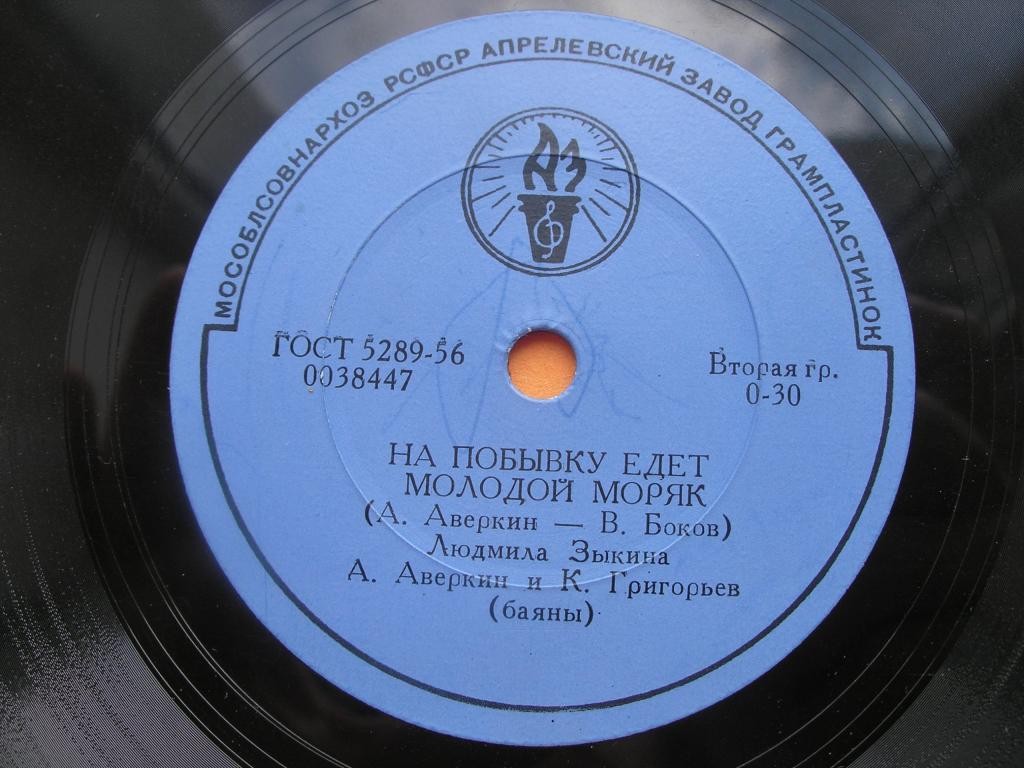 МОСОБЛСОВНАРХОЗ РСФСР АПРЕЛЕВСКИЙ ЗАВОД ГРАМПЛАСТИНОК
АЗ
ГОСТ 5289-56
0038447
Вторая гр.
0-30
НА ПОБЫВКУ ЕДЕТ
МОЛОДОЙ МОРЯК
(А. Аверкин — В. Боков)
Людмила Зыкина
А. Аверкин и К. Григорьев
(баяны)